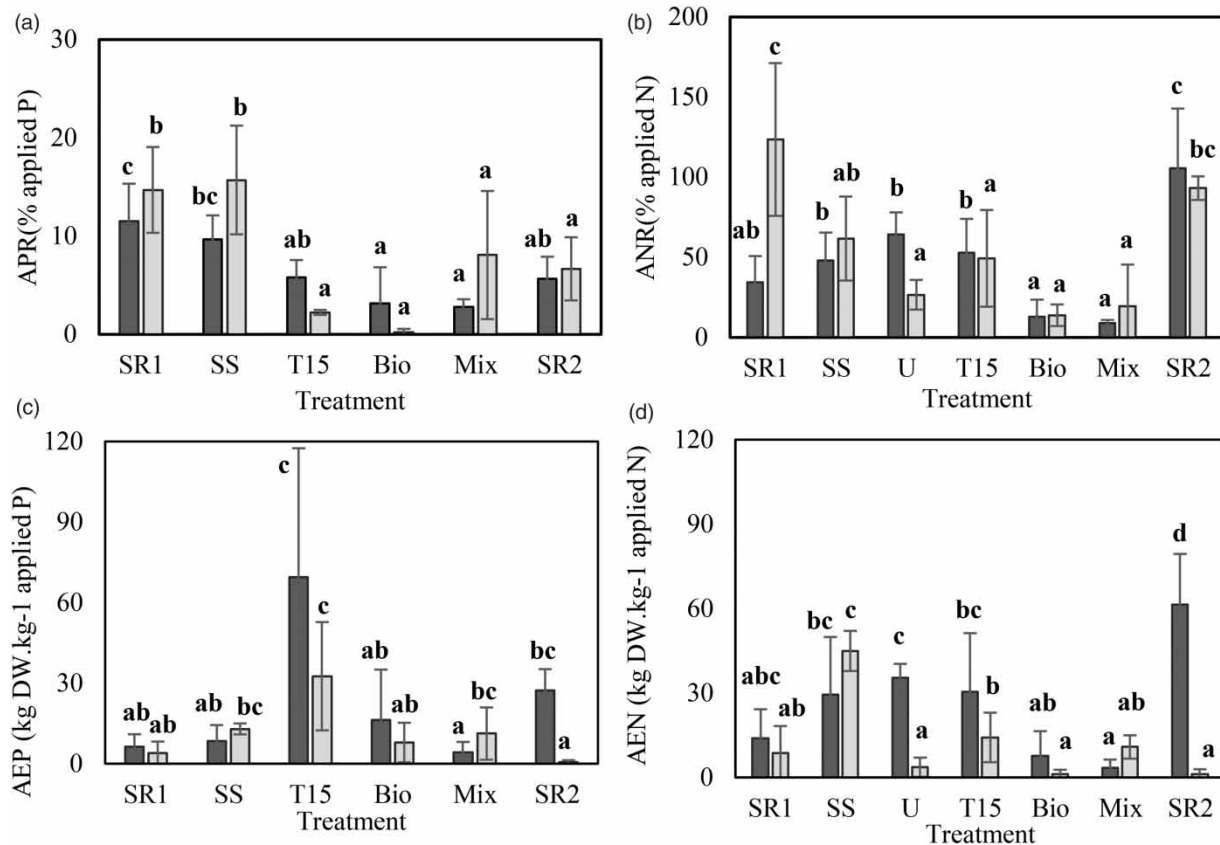 (a)
APR(% applied P)
30
20
10
0
c b bc b ab a a a a a ab a
SR1 SS T15 Bio Mix SR2
Treatment
(b)
ANR(% applied N)
200
150
100
50
0
ab c b ab b a b a a a a a c bc
SR1 SS U T15 Bio Mix SR2
Treatment
(c)
AEP (kg DW.kg-1 applied P)
120
90
60
30
0
ab ab ab bc c c ab ab a bc bc a
SR1 SS T15 Bio Mix SR2
Treatment
(d)
AEN (kg DW.kg-1 applied N)
120
90
60
30
0
abc ab bc c c a bc b ab a a ab d a
SR1 SS U T15 Bio Mix SR2
Treatment